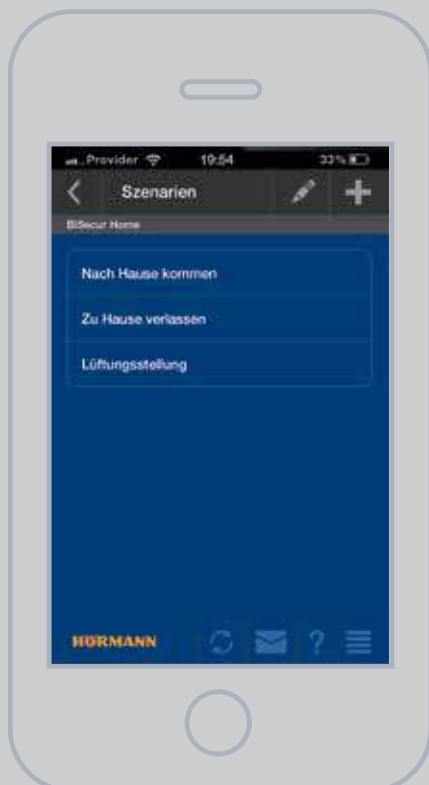 Provider 19:54 33%
Szenarien
BiSecur Home
Nach Hause kommen
Zu Hause verlassen
Lüftungsstellung
HÖRMANN ?